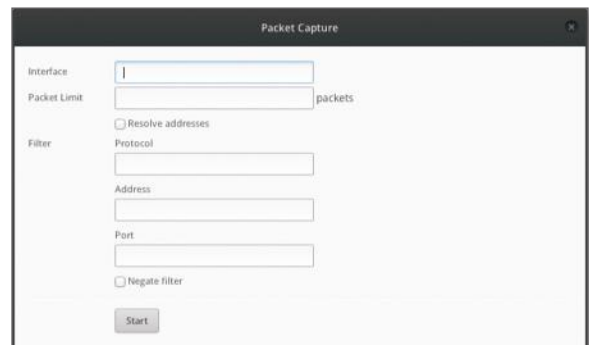 Packet Capture
Interface
Packet Limit packets
Resolve addresses
Filter Protocol
Address
Port
Negate filter
Start